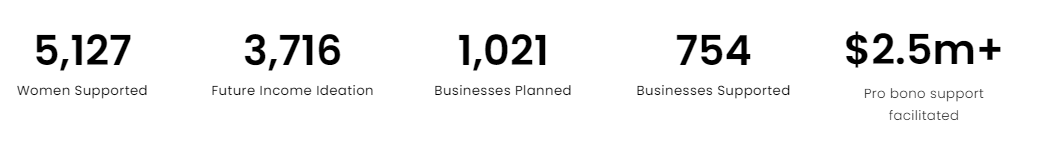 5,127
Women Supported
3,716
Future Income Ideation
1,021
Businesses Planned
754
Businesses Supported
$2.5m+
Pro bono support
facilitated